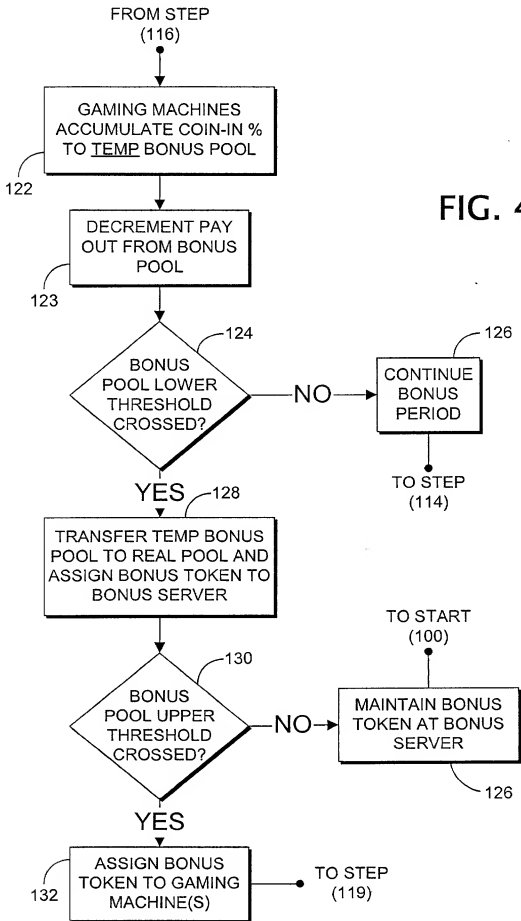 FROM STEP
(116)
GAMING MACHINES
ACCUMULATE COIN-IN %
TO TEMP BONUS POOL
122
FIG. 4
DECREMENT PAY
OUT FROM BONUS
POOL
123
124
BONUS
POOL LOWER
THRESHOLD
CROSSED?
NO
126
CONTINUE
BONUS
PERIOD
TO STEP
(114)
YES
128
TRANSFER TEMP BONUS
POOL TO REAL POOL AND
ASSIGN BONUS TOKEN TO
BONUS SERVER
TO START
(100)
130
BONUS
POOL UPPER
THRESHOLD
CROSSED?
NO
MAINTAIN BONUS
TOKEN AT BONUS
SERVER
126
YES
ASSIGN BONUS
TOKEN TO GAMING
MACHINE(S)
132
TO STEP
(119)